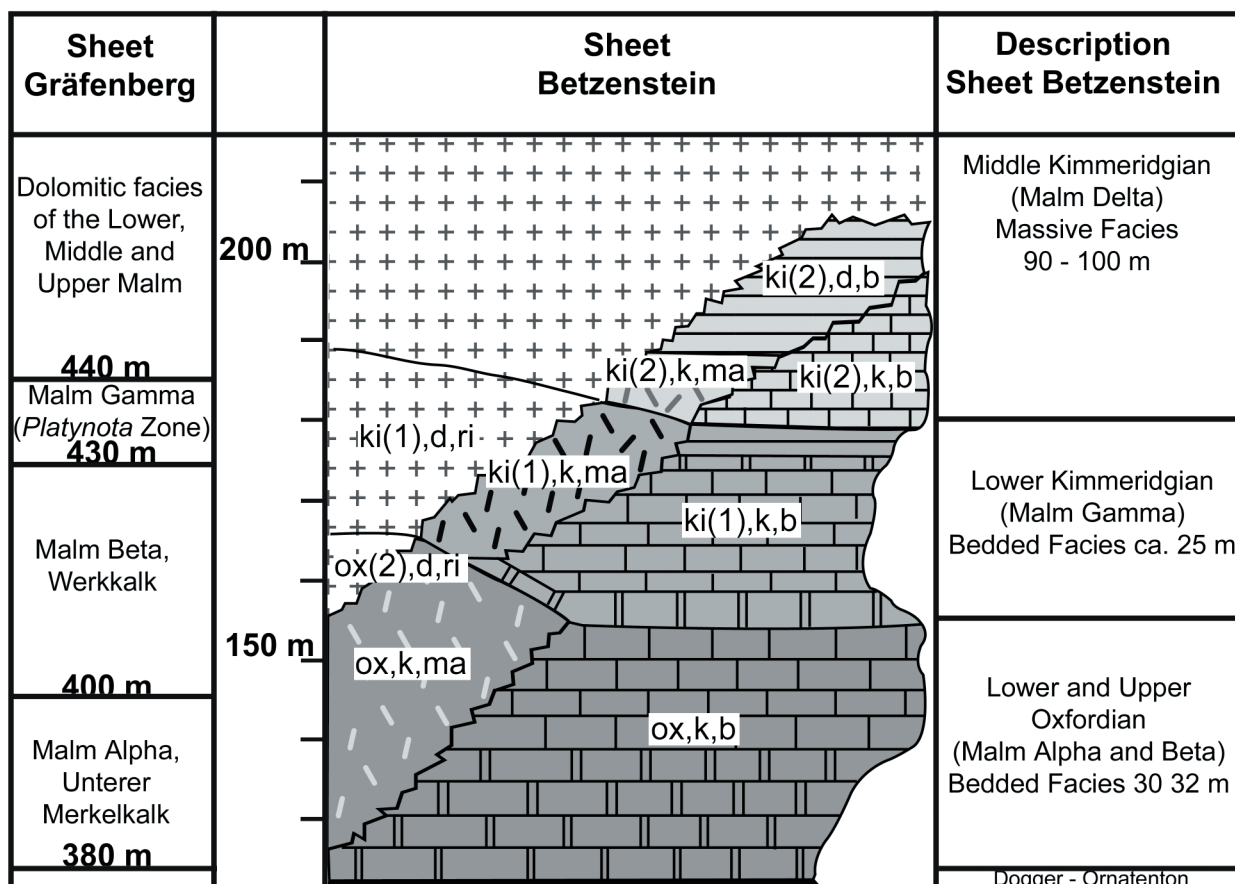 Sheet
Gräfenberg
Sheet
Betzenstein
Description
Sheet Betzenstein
Dolomitic facies
of the Lower,
Middle and
Upper Malm
440 m
Malm Gamma
(Platynota Zone)
430 m
Malm Beta,
Werkkalk
400 m
Malm Alpha,
Unterer
Merkelkalk
380 m
200 m
150 m
ki(2),d,b
ki(2),k,ma
ki(2),k,b
ki(1),d,ri
ki(1),k,ma
ki(1),k,b
ox(2),d,ri
ox,k,ma
ox,k,b
Middle Kimmeridgian
(Malm Delta)
Massive Facies
90 - 100 m
Lower Kimmeridgian
(Malm Gamma)
Bedded Facies ca. 25 m
Lower and Upper
Oxfordian
(Malm Alpha and Beta)
Bedded Facies 30 32 m
Dogger - Ornatenton